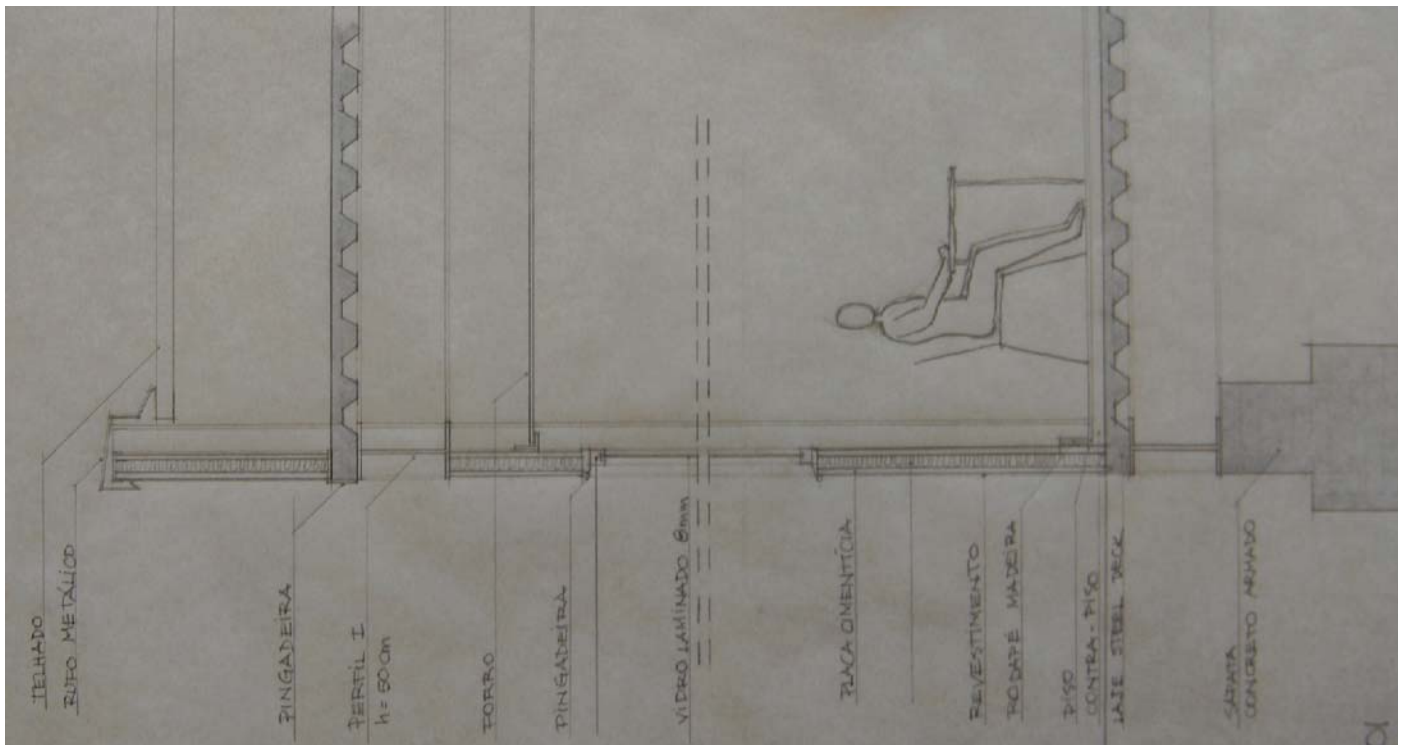 TELHADO
RUFO METÁLICO
PINGADEIRA
PERFIL I
h = 50cm
FORRO
PINGADEIRA
VIDRO LAMINADO 8mm
PLACA CIMENTÍCIA
REVESTIMENTO
RODAPÉ MADEIRA
PISO
CONTRA-PISO
LAJE STEEL DECK
SAPATA
CONCRETO ARMADO